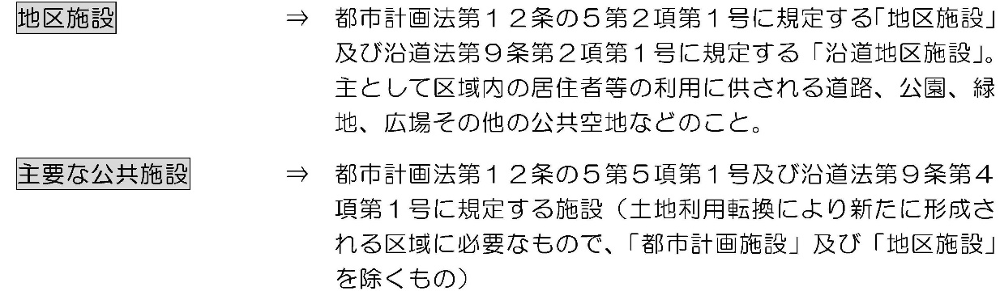 地区施設 ⇒ 都市計画法第１２条の５第２項第１号に規定する「地区施設」
及び沿道法第９条第２項第１号に規定する「沿道地区施設」。
主として区域内の居住者等の利用に供される道路、公園、緑
地、広場その他の公共空地などのこと。
主要な公共施設 ⇒ 都市計画法第１２条の５第５項第１号及び沿道法第９条第４
項第１号に規定する施設（土地利用転換により新たに形成さ
れる区域に必要なもので、「都市計画施設」及び「地区施設」
を除くもの）